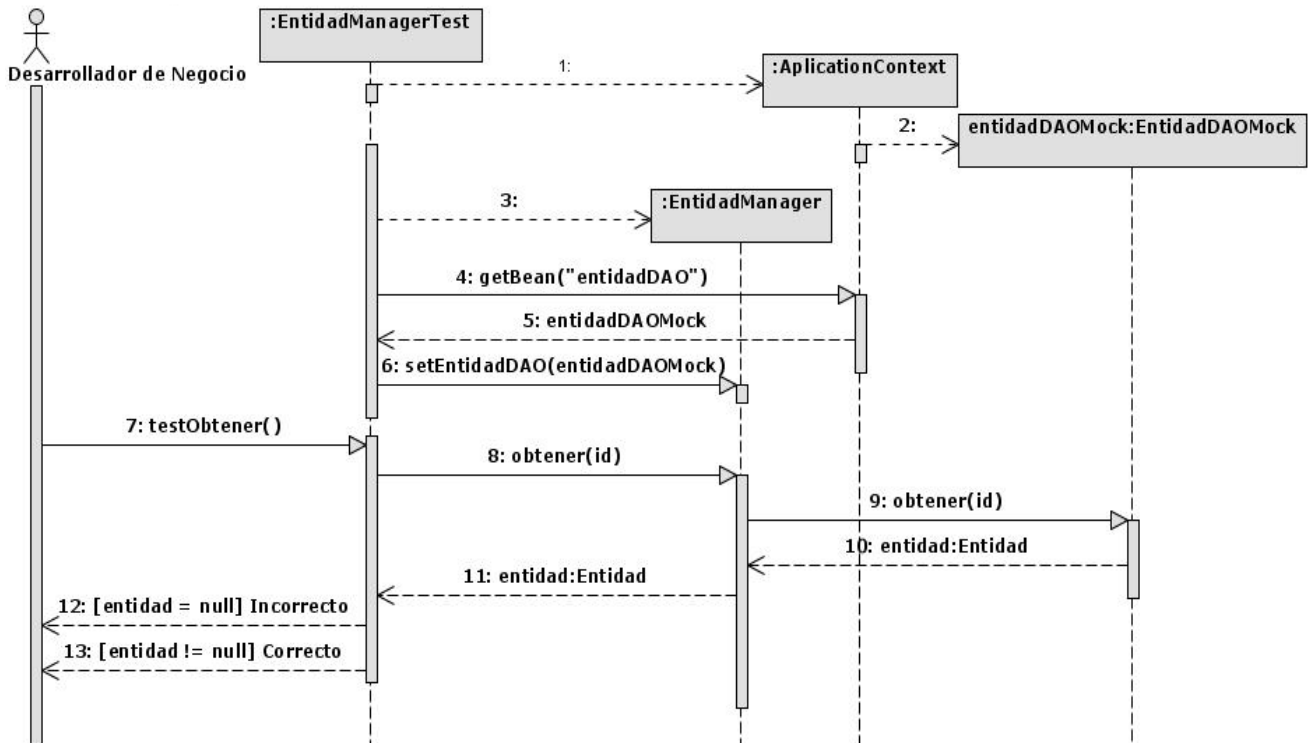 :EntidadManagerTest
Desarrollador de Negocio
1:
:AplicationContext
2:
entidadDAOMock:EntidadDAOMock
3:
:EntidadManager
4: getBean("entidadDAO")
5: entidadDAOMock
6: setEntidadDAO(entidadDAOMock)
7: testObtener()
8: obtener(id)
9: obtener(id)
10: entidad:Entidad
11: entidad:Entidad
12: [entidad = null] Incorrecto
13: [entidad != null] Correcto